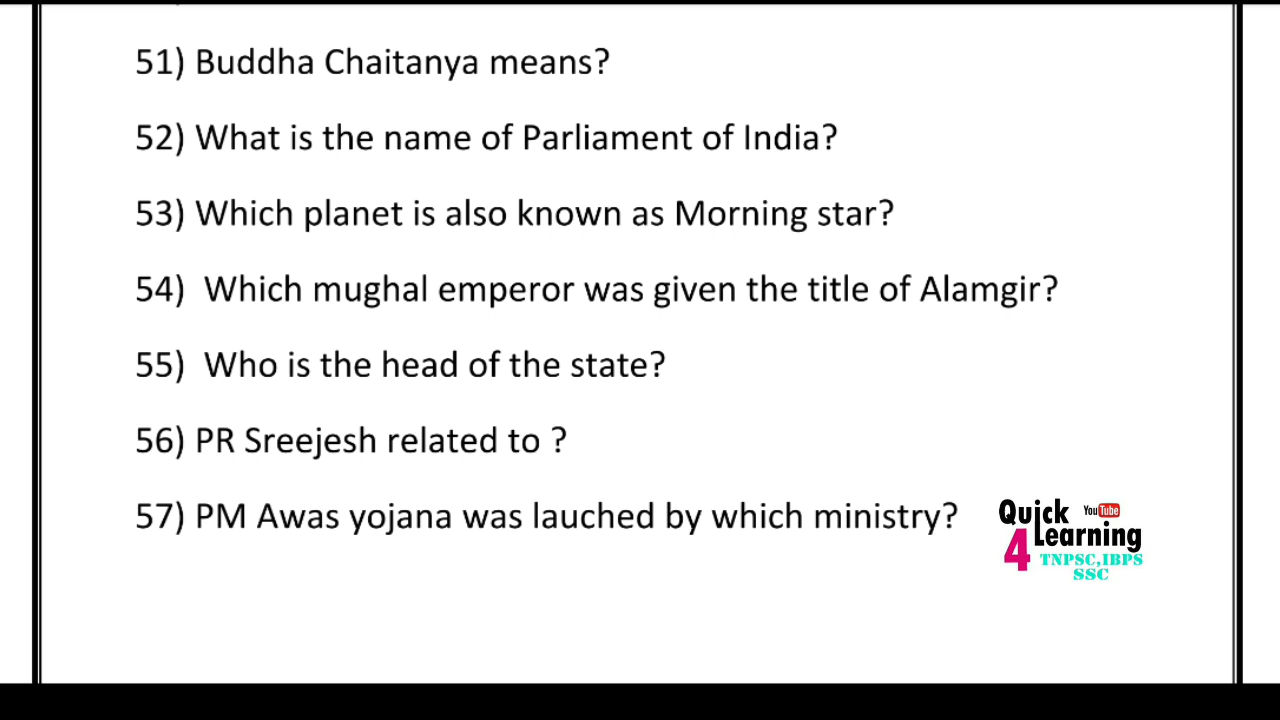 51) Buddha Chaitanya means?
52) What is the name of Parliament of India?
53) Which planet is also known as Morning star?
54) Which mughal emperor was given the title of Alamgir?
55) Who is the head of the state?
56) PR Sreejesh related to ?
57) PM Awas yojana was lauched by which ministry?
Quick YouTube
4 Learning
TNPSC,IBPS
SSC